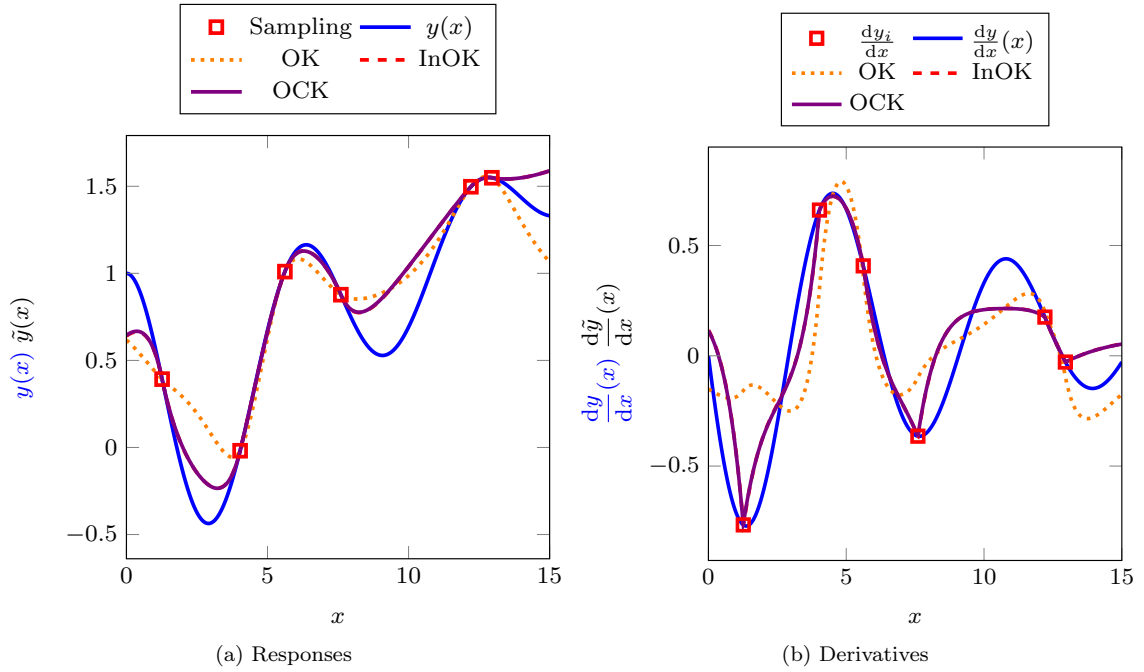 Sampling y(x)
OK InOK
OCK
1.5
1
0.5
0
−0.5
0 5 10 15
x
y(x) ỹ(x)
(a) Responses
dy_i/dx dy/dx(x)
OK InOK
OCK
0.5
0
−0.5
0 5 10 15
x
dy/dx(x) dỹ/dx(x)
(b) Derivatives